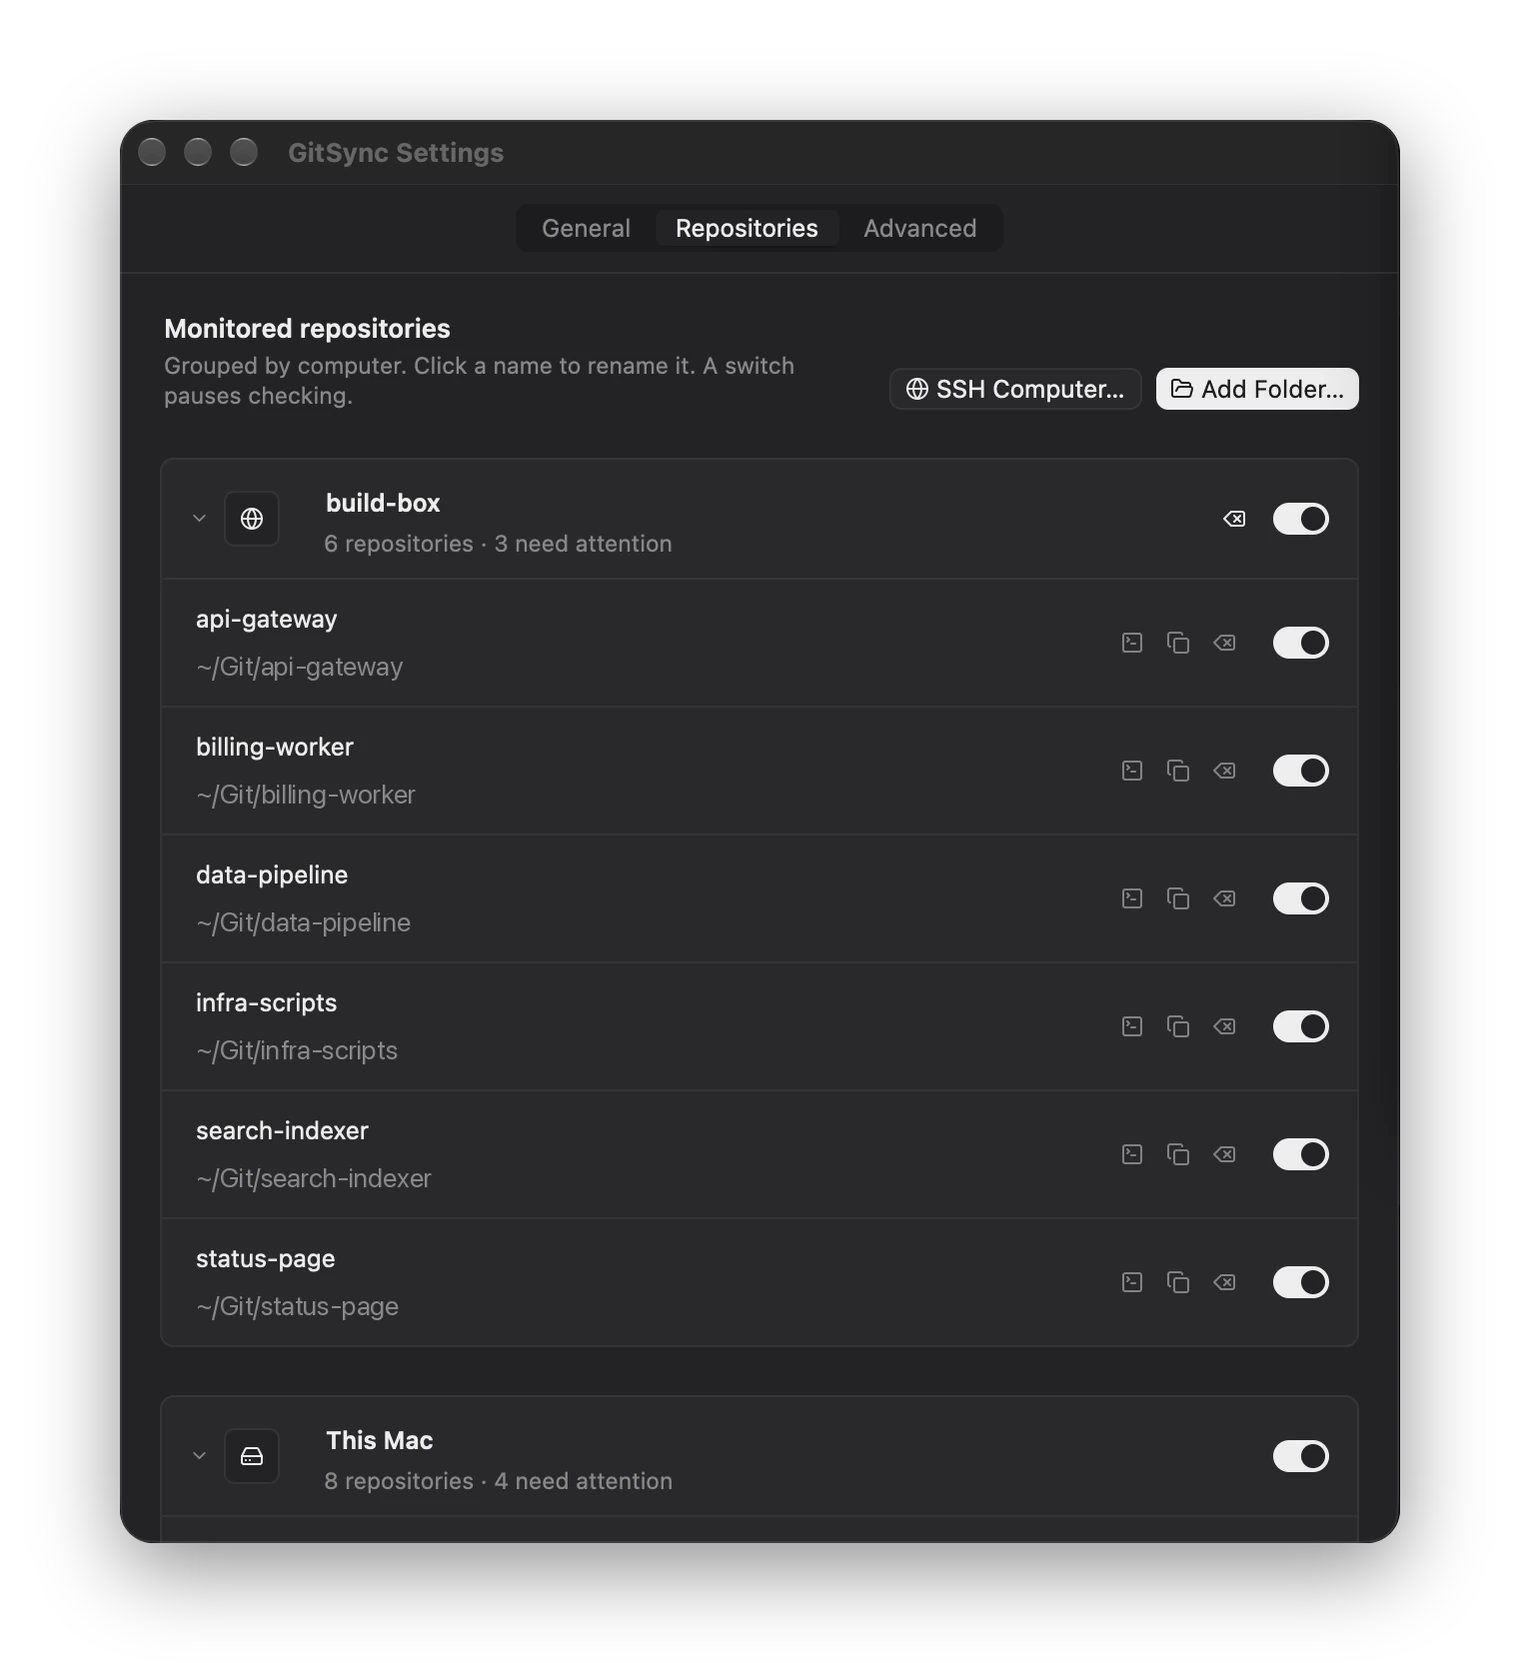 GitSync Settings
General
Repositories
Advanced
Monitored repositories
Grouped by computer. Click a name to rename it. A switch
pauses checking.
SSH Computer...
Add Folder...
build-box
6 repositories · 3 need attention
api-gateway
~/Git/api-gateway
billing-worker
~/Git/billing-worker
data-pipeline
~/Git/data-pipeline
infra-scripts
~/Git/infra-scripts
search-indexer
~/Git/search-indexer
status-page
~/Git/status-page
This Mac
8 repositories · 4 need attention